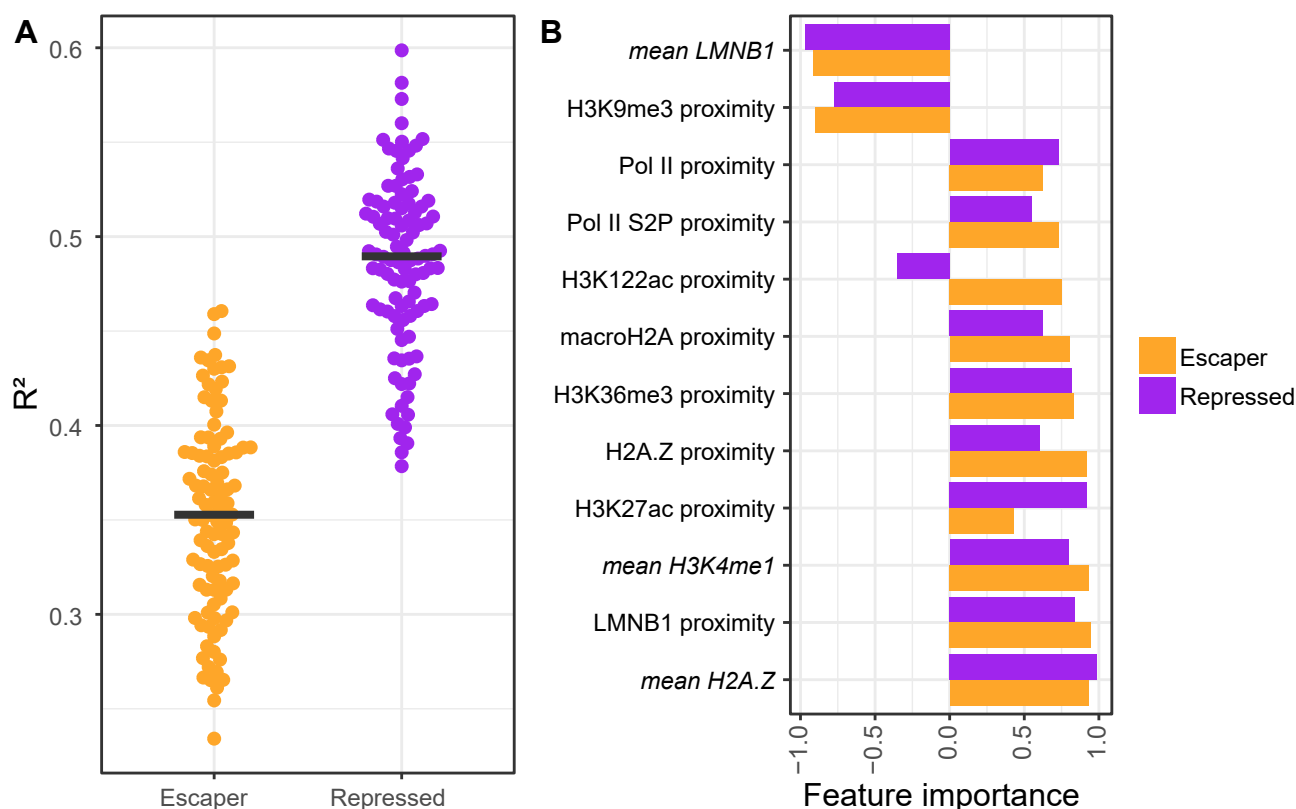 A
0.6
0.5
0.4
0.3
R²
Escaper
Repressed
B
mean LMNB1
H3K9me3 proximity
Pol II proximity
Pol II S2P proximity
H3K122ac proximity
macroH2A proximity
H3K36me3 proximity
H2A.Z proximity
H3K27ac proximity
mean H3K4me1
LMNB1 proximity
mean H2A.Z
−1.0
−0.5
0.0
0.5
1.0
Feature importance
Escaper
Repressed